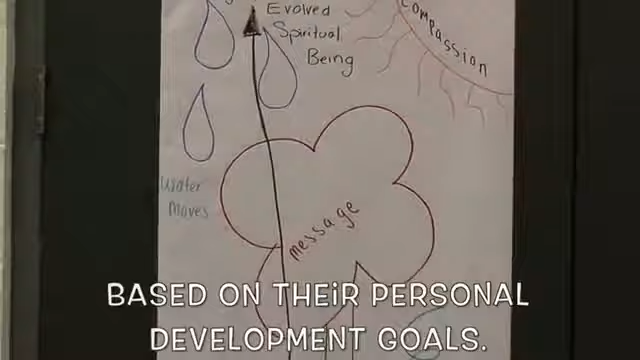 Evolved
Spiritual
Being
compassion
Water
Moves
message
BASED ON THEIR PERSONAL
DEVELOPMENT GOALS.